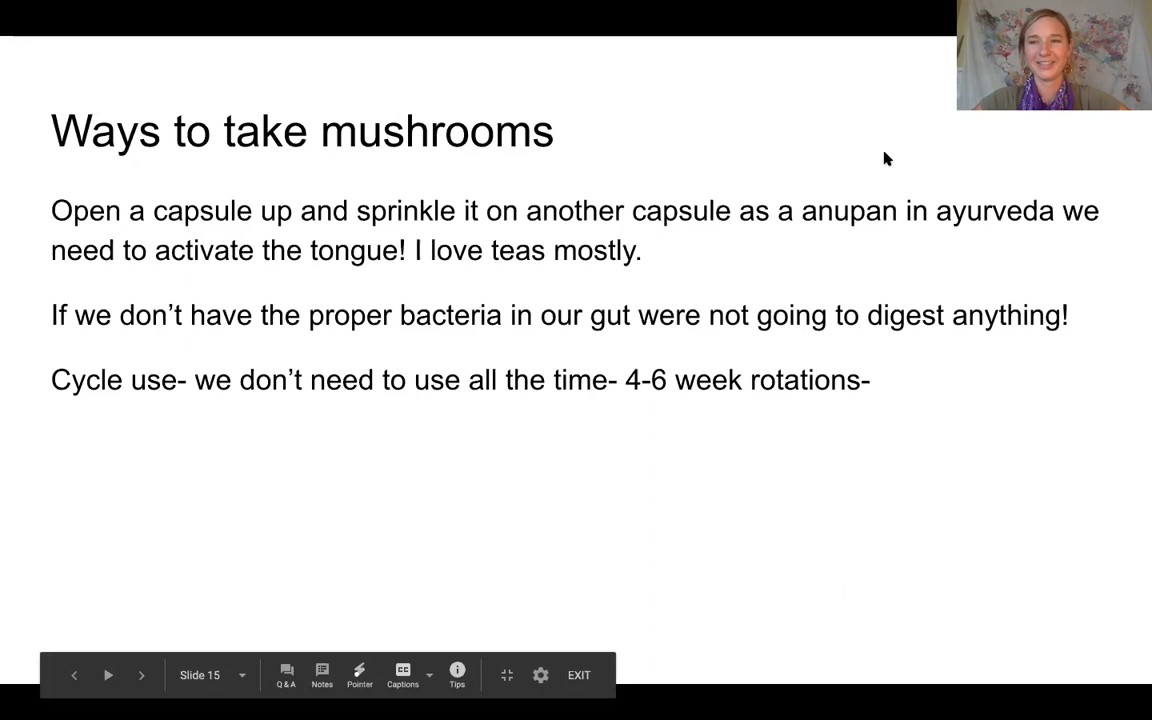 Ways to take mushrooms
Open a capsule up and sprinkle it on another capsule as a anupan in ayurveda we
need to activate the tongue! I love teas mostly.
If we don’t have the proper bacteria in our gut were not going to digest anything!
Cycle use- we don’t need to use all the time- 4-6 week rotations-
Slide 15
Q & A
Notes
Pointer
CC
Captions
Tips
EXIT